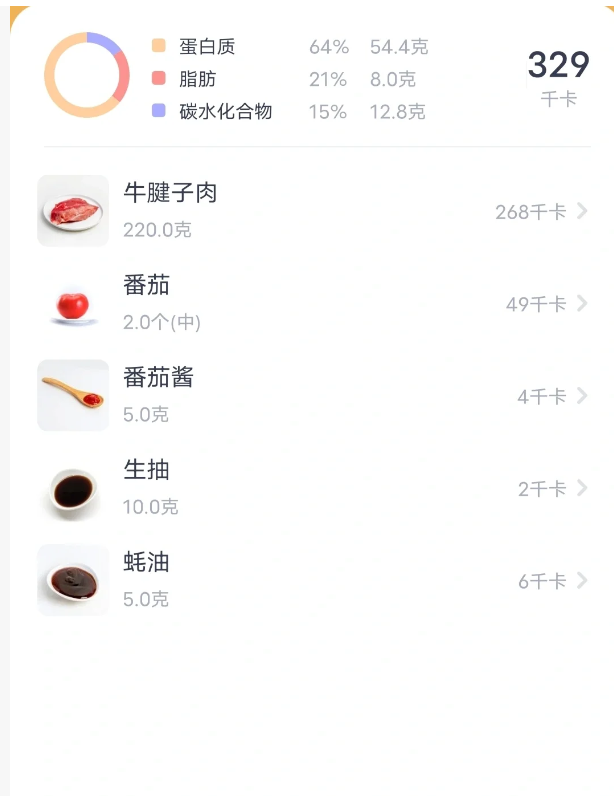 蛋白质 64% 54.4克
脂肪 21% 8.0克
碳水化合物 15% 12.8克
329
千卡
牛腱子肉
220.0克
268千卡
番茄
2.0个(中)
49千卡
番茄酱
5.0克
4千卡
生抽
10.0克
2千卡
蚝油
5.0克
6千卡